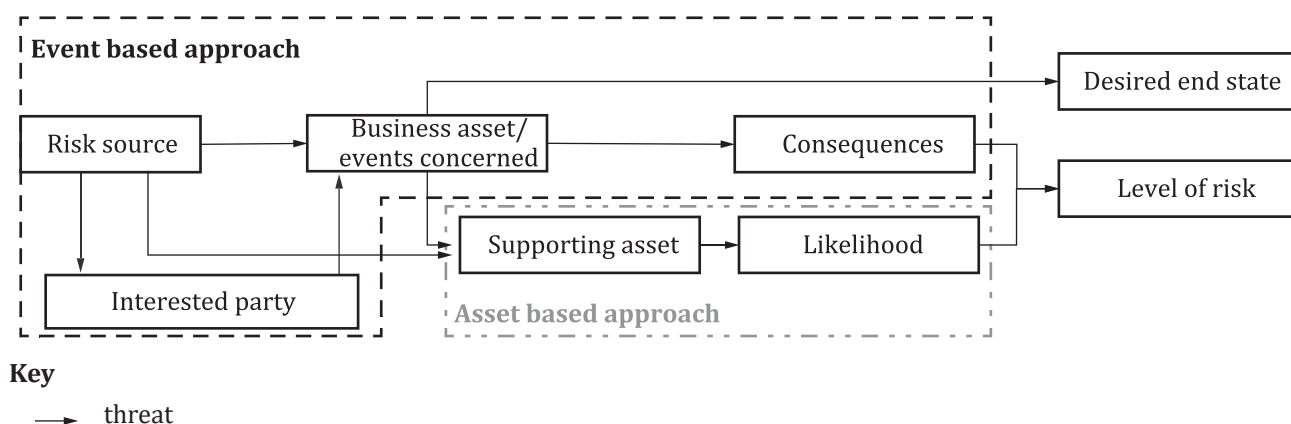 Event based approach
Desired end state
Risk source
Business asset/
events concerned
Consequences
Level of risk
Supporting asset
Likelihood
Interested party
Asset based approach
Key
threat